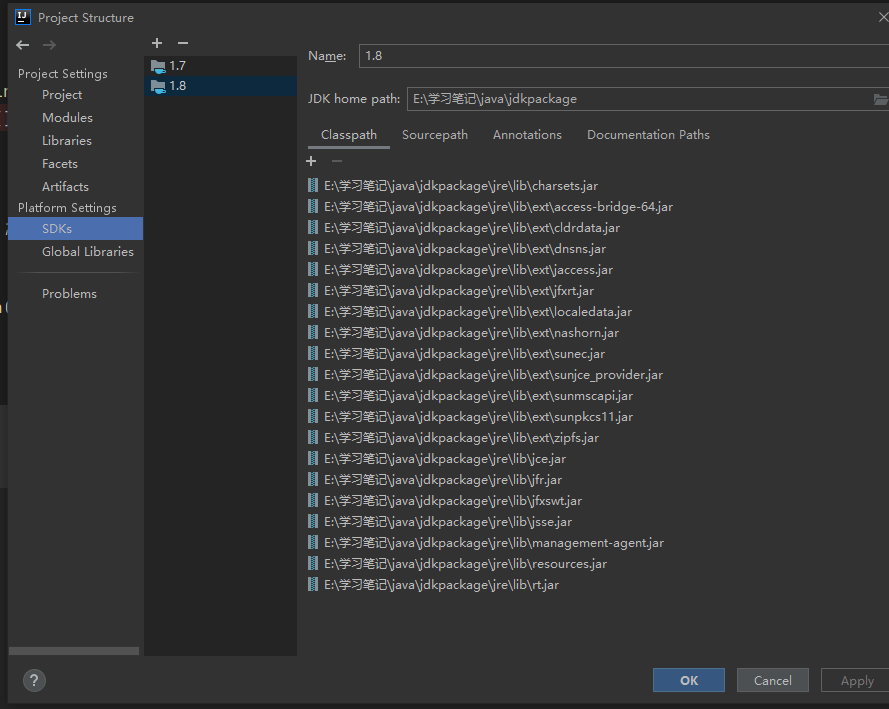 Project Structure
Project Settings
Project
Modules
Libraries
Facets
Artifacts
Platform Settings
SDKs
Global Libraries
Problems
1.7
1.8
Name: 1.8
JDK home path: E:\学习笔记\java\jdkpackage
Classpath Sourcepath Annotations Documentation Paths
E:\学习笔记\java\jdkpackage\jre\lib\charsets.jar
E:\学习笔记\java\jdkpackage\jre\lib\ext\access-bridge-64.jar
E:\学习笔记\java\jdkpackage\jre\lib\ext\cldrdata.jar
E:\学习笔记\java\jdkpackage\jre\lib\ext\dnsns.jar
E:\学习笔记\java\jdkpackage\jre\lib\ext\jaccess.jar
E:\学习笔记\java\jdkpackage\jre\lib\ext\jfxrt.jar
E:\学习笔记\java\jdkpackage\jre\lib\ext\localedata.jar
E:\学习笔记\java\jdkpackage\jre\lib\ext\nashorn.jar
E:\学习笔记\java\jdkpackage\jre\lib\ext\sunec.jar
E:\学习笔记\java\jdkpackage\jre\lib\ext\sunjce_provider.jar
E:\学习笔记\java\jdkpackage\jre\lib\ext\sunmscapi.jar
E:\学习笔记\java\jdkpackage\jre\lib\ext\sunpkcs11.jar
E:\学习笔记\java\jdkpackage\jre\lib\ext\zipfs.jar
E:\学习笔记\java\jdkpackage\jre\lib\jce.jar
E:\学习笔记\java\jdkpackage\jre\lib\jfr.jar
E:\学习笔记\java\jdkpackage\jre\lib\jfxswt.jar
E:\学习笔记\java\jdkpackage\jre\lib\jsse.jar
E:\学习笔记\java\jdkpackage\jre\lib\management-agent.jar
E:\学习笔记\java\jdkpackage\jre\lib\resources.jar
E:\学习笔记\java\jdkpackage\jre\lib\rt.jar
? OK Cancel Apply